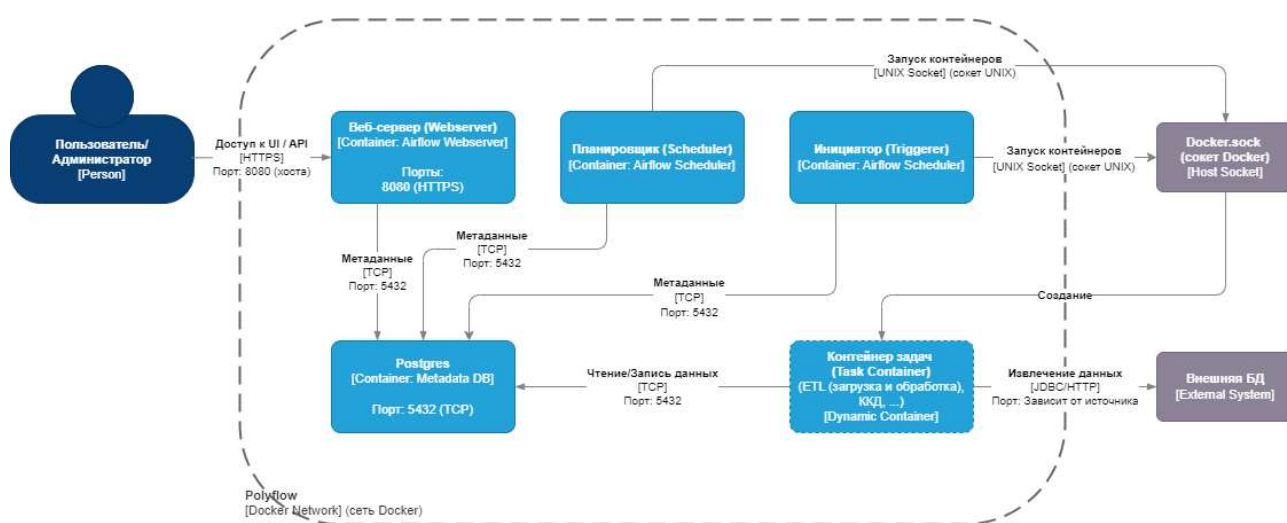 Запуск контейнеров
[UNIX Socket] (сокет UNIX)
Пользователь/
Администратор
[Person]
Доступ к UI / API
[HTTPS]
Порт: 8080 (хоста)
Веб-сервер (Webserver)
[Container: Airflow Webserver]
Порты:
8080 (HTTPS)
Планировщик (Scheduler)
[Container: Airflow Scheduler]
Инициатор (Triggerer)
[Container: Airflow Scheduler]
Запуск контейнеров
[UNIX Socket] (сокет UNIX)
Docker.sock
(сокет Docker)
[Host Socket]
Метаданные
[TCP]
Порт: 5432
Метаданные
[TCP]
Порт: 5432
Метаданные
[TCP]
Порт: 5432
Создание
Postgres
[Container: Metadata DB]
Порт: 5432 (TCP)
Чтение/Запись данных
[TCP]
Порт: 5432
Контейнер задач
(Task Container)
(ETL (загрузка и обработка),
ККД, ...)
[Dynamic Container]
Извлечение данных
[JDBC/HTTP]
Порт: Зависит от источника
Внешняя БД
[External System]
Polyflow
[Docker Network] (сеть Docker)